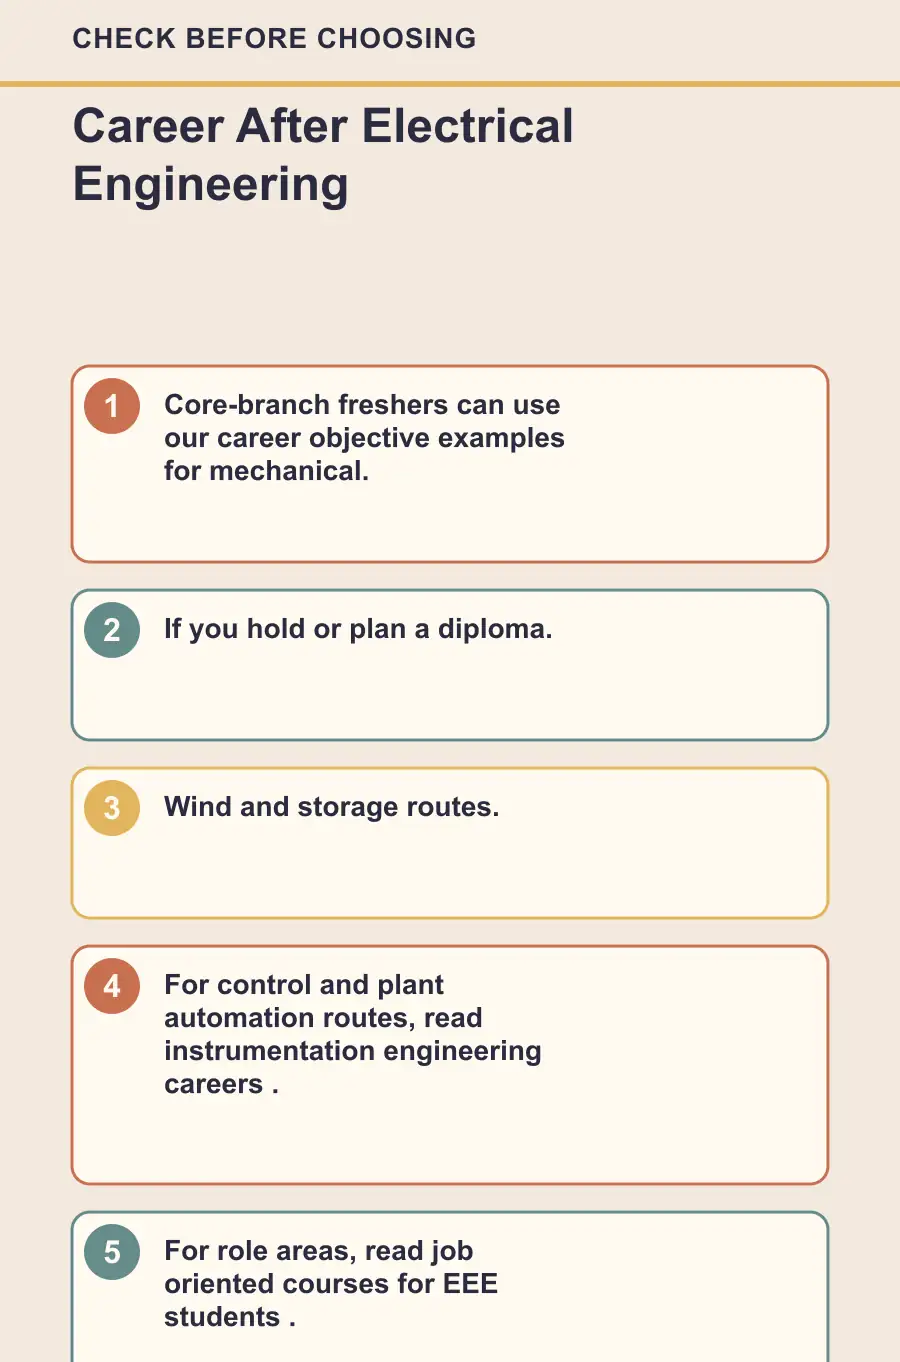 CHECK BEFORE CHOOSING
Career After Electrical
Engineering
1
Core-branch freshers can use
our career objective examples
for mechanical.
2
If you hold or plan a diploma.
3
Wind and storage routes.
4
For control and plant
automation routes, read
instrumentation engineering
careers .
5
For role areas, read job
oriented courses for EEE
students .